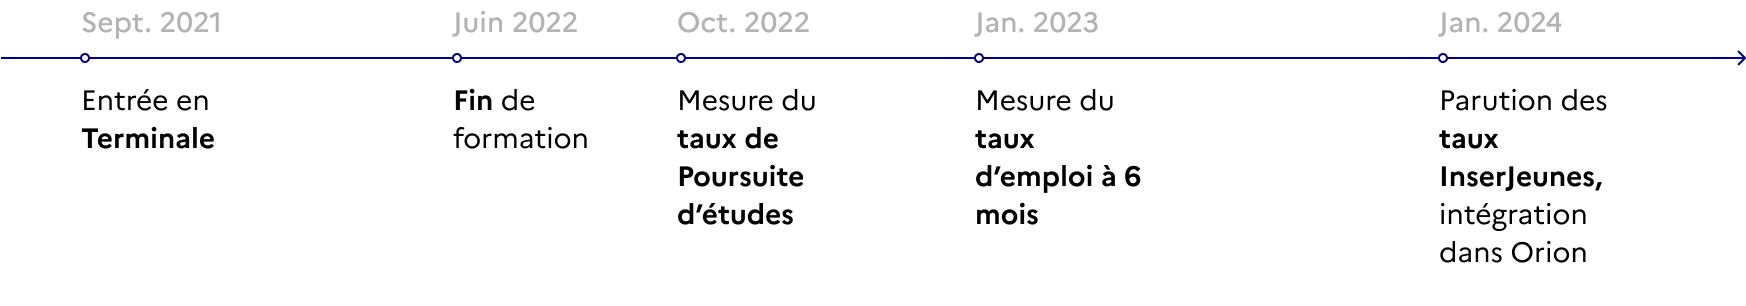 Sept. 2021
Juin 2022
Oct. 2022
Jan. 2023
Jan. 2024
Entrée en
Terminale
Fin de
formation
Mesure du
taux de
Poursuite
d’études
Mesure du
taux
d’emploi à 6
mois
Parution des
taux
InserJeunes,
intégration
dans Orion